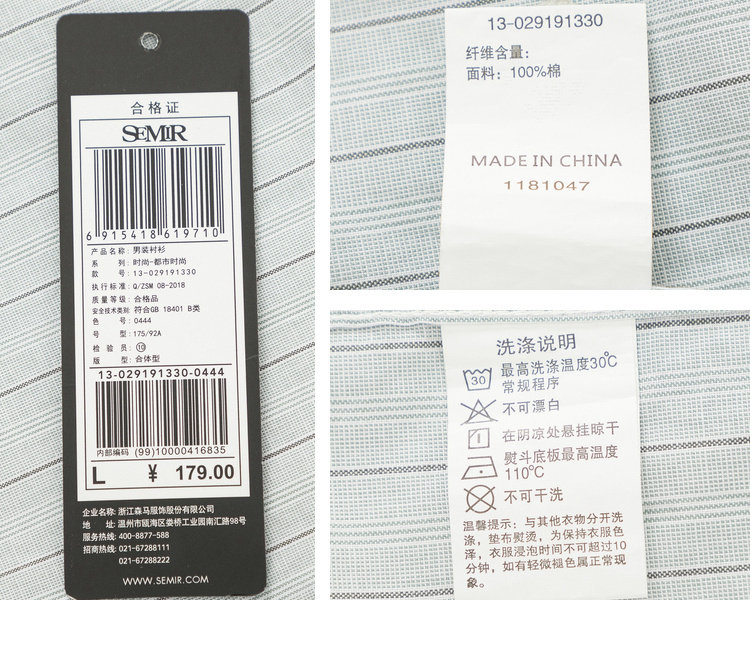 合格证
SEMIR
6 915418 619710
产品名称: 男装衬衫
系 列: 时尚-都市时尚
款 号: 13-029191330
执行标准: Q/ZSM 08-2018
质量等级: 合格品
安全技术类别: 符合GB 18401 B类
色 号: 0444
号 型: 175/92A
检 验 员: ⑩
版 型: 合体型
13-029191330-0444
内部编码 (99)10000416835
L ¥ 179.00
企业名称: 浙江森马服饰股份有限公司
地 址: 温州市瓯海区娄桥工业园南汇路98号
服务热线: 400-8877-588
招商热线: 021-67288111
021-67288222
WWW.SEMIR.COM
13-029191330
纤维含量:
面料: 100%棉
MADE IN CHINA
1181047
洗涤说明
30 最高洗涤温度30℃
常规程序
不可漂白
在阴凉处悬挂晾干
熨斗底板最高温度
110℃
不可干洗
温馨提示: 与其他衣物分开洗
涤, 垫布熨烫, 为保持衣服色
泽, 衣服浸泡时间不可超过10
分钟, 如有轻微褪色属正常现
象。